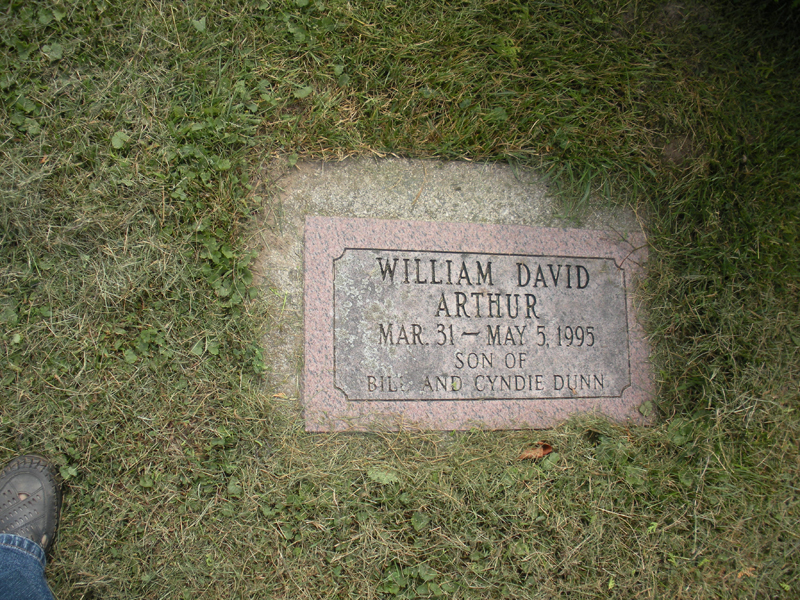 WILLIAM DAVID
ARTHUR
MAR. 31 – MAY 5, 1995
SON OF
BILL AND CYNDIE DUNN